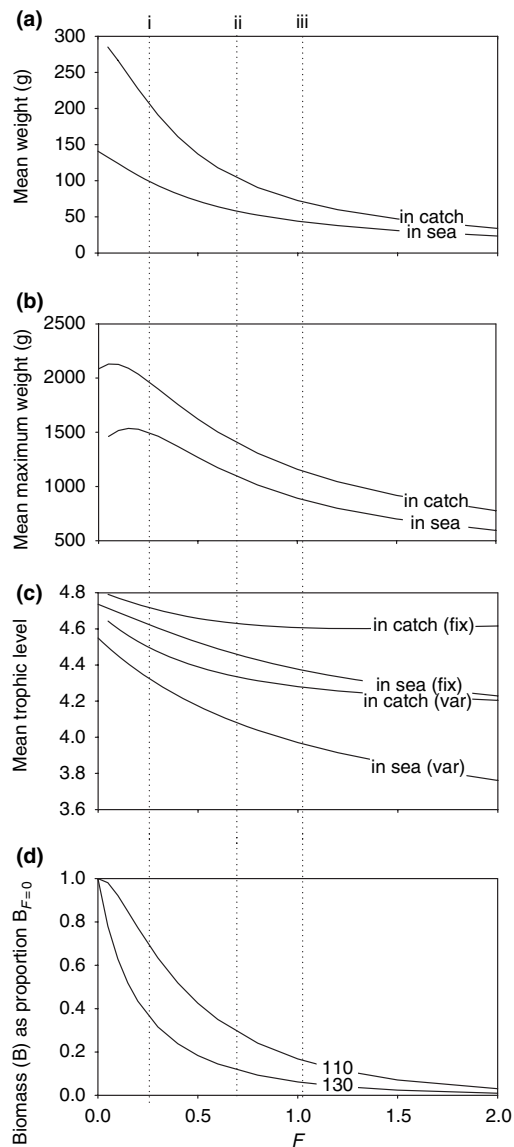 (a)
i ii iii
Mean weight (g)
300
250
200
150
100
50
0
in catch
in sea
(b)
Mean maximum weight (g)
2500
2000
1500
1000
500
in catch
in sea
(c)
Mean trophic level
4.8
4.6
4.4
4.2
4.0
3.8
3.6
in catch (fix)
in sea (fix)
in catch (var)
in sea (var)
(d)
Biomass (B) as proportion B_{F=0}
1.0
0.8
0.6
0.4
0.2
0.0
110
130
0.0 0.5 1.0 1.5 2.0
F